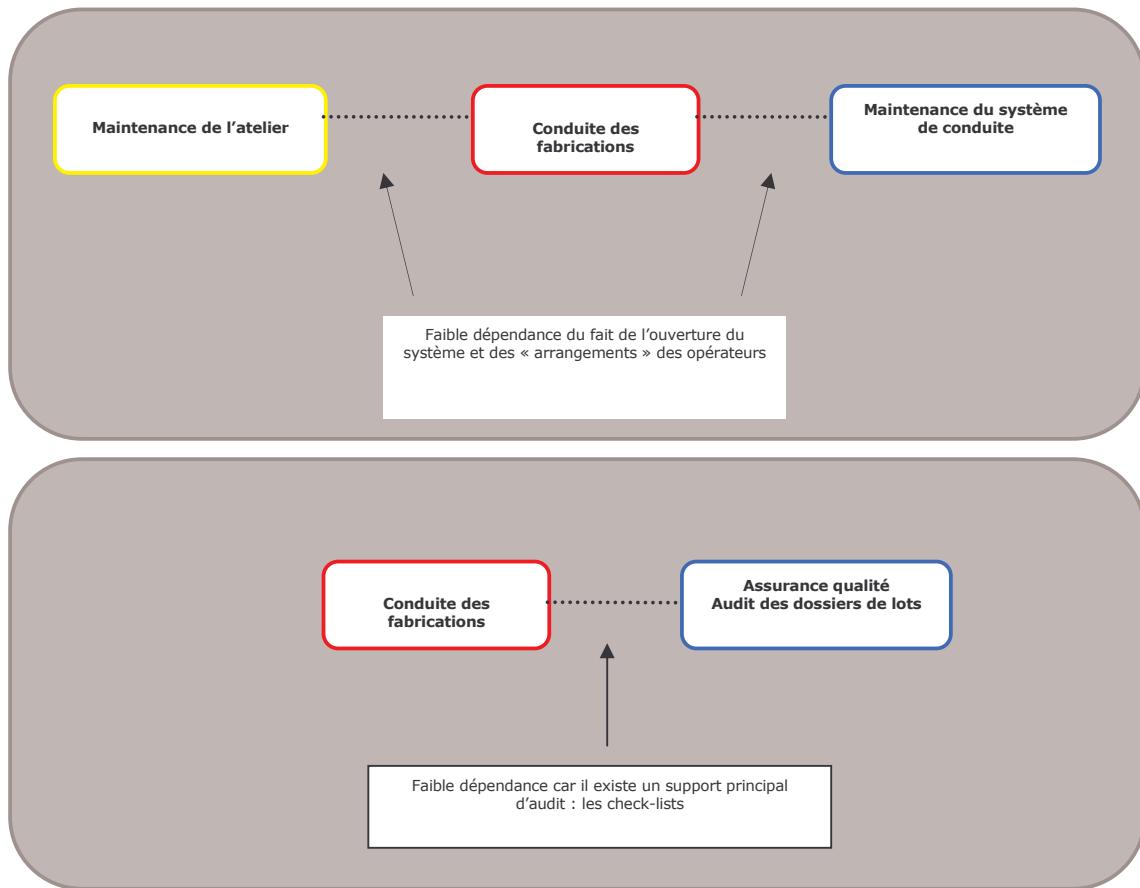 Maintenance de l’atelier
Conduite des
fabrications
Maintenance du système
de conduite
Faible dépendance du fait de l’ouverture du
système et des « arrangements » des opérateurs
Conduite des
fabrications
Assurance qualité
Audit des dossiers de lots
Faible dépendance car il existe un support principal
d’audit : les check-lists